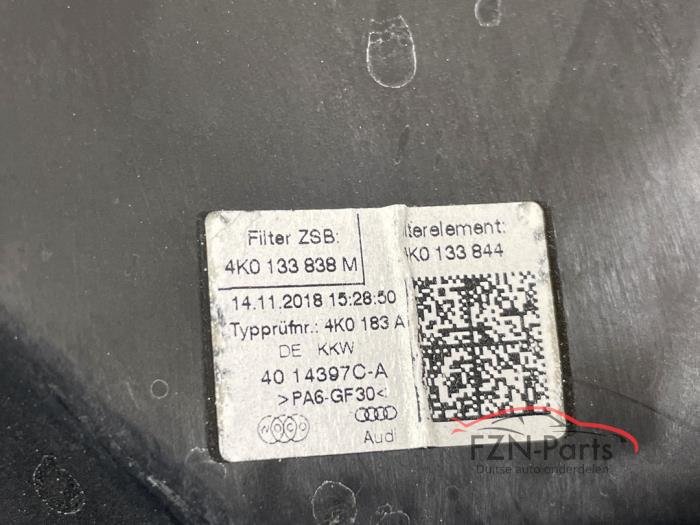 Filter ZSB:
4K0 133 838 M
lterelement:
4K0 133 844
14.11.2018 15:28:50
Typprüfnr.: 4K0 183 A
DE KKW
40 14397C-A
>PA6-GF30<
WOCO
Audi
FZN-Parts
Duitse auto onderdelen